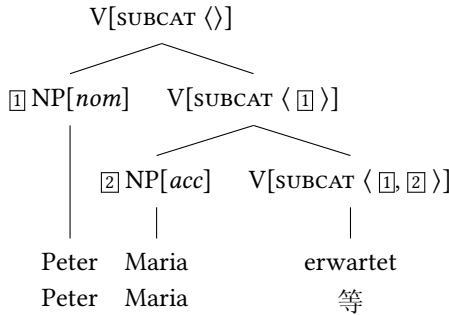 V[SUBCAT ⟨⟩]
1 NP[nom] V[SUBCAT ⟨ 1 ⟩]
2 NP[acc] V[SUBCAT ⟨ 1, 2 ⟩]
Peter Maria erwartet
Peter Maria 等